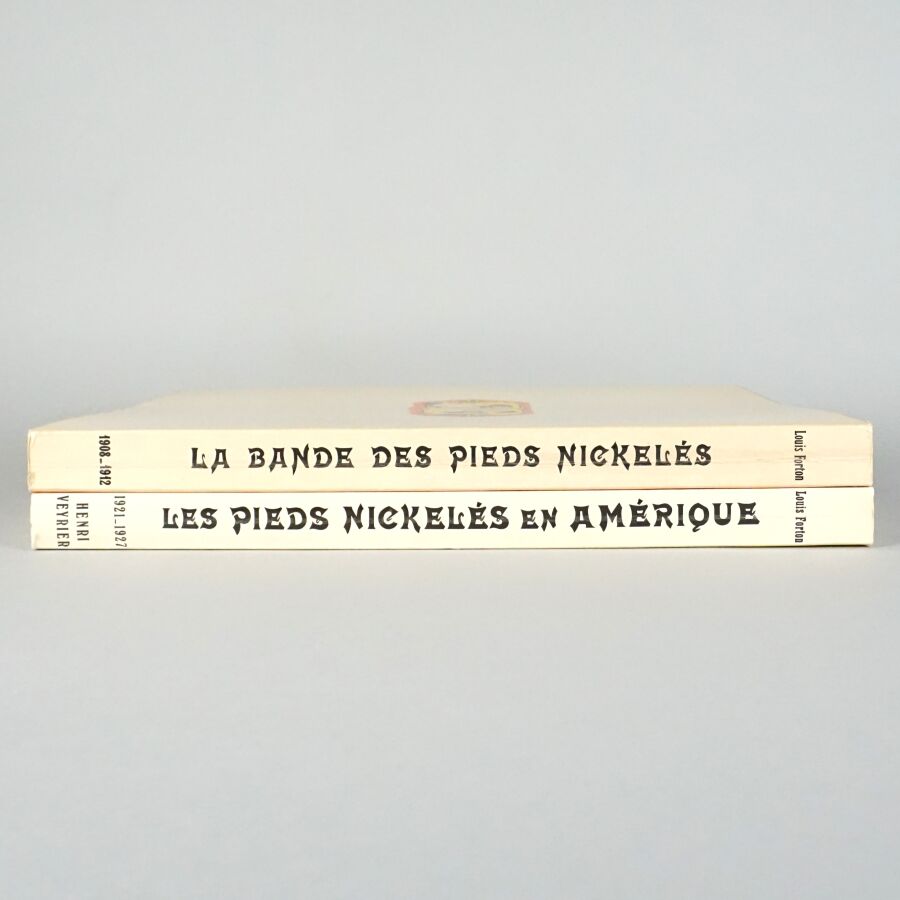 1908_1912
LA BANDE DES PIEDS NICKELÉS
Louis Forton
HENRI
VEYRIER
1921_1927
LES PIEDS NICKELÉS EN AMÉRIQUE
Louis Forton